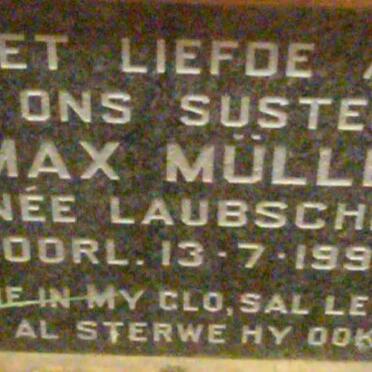 ET LIEFDE A
ONS SUSTE
MAX MÜLLE
NÉE LAUBSCH
OORL. 13 · 7 · 199
IE IN MY GLO, SAL LE
AL STERWE HY OOK